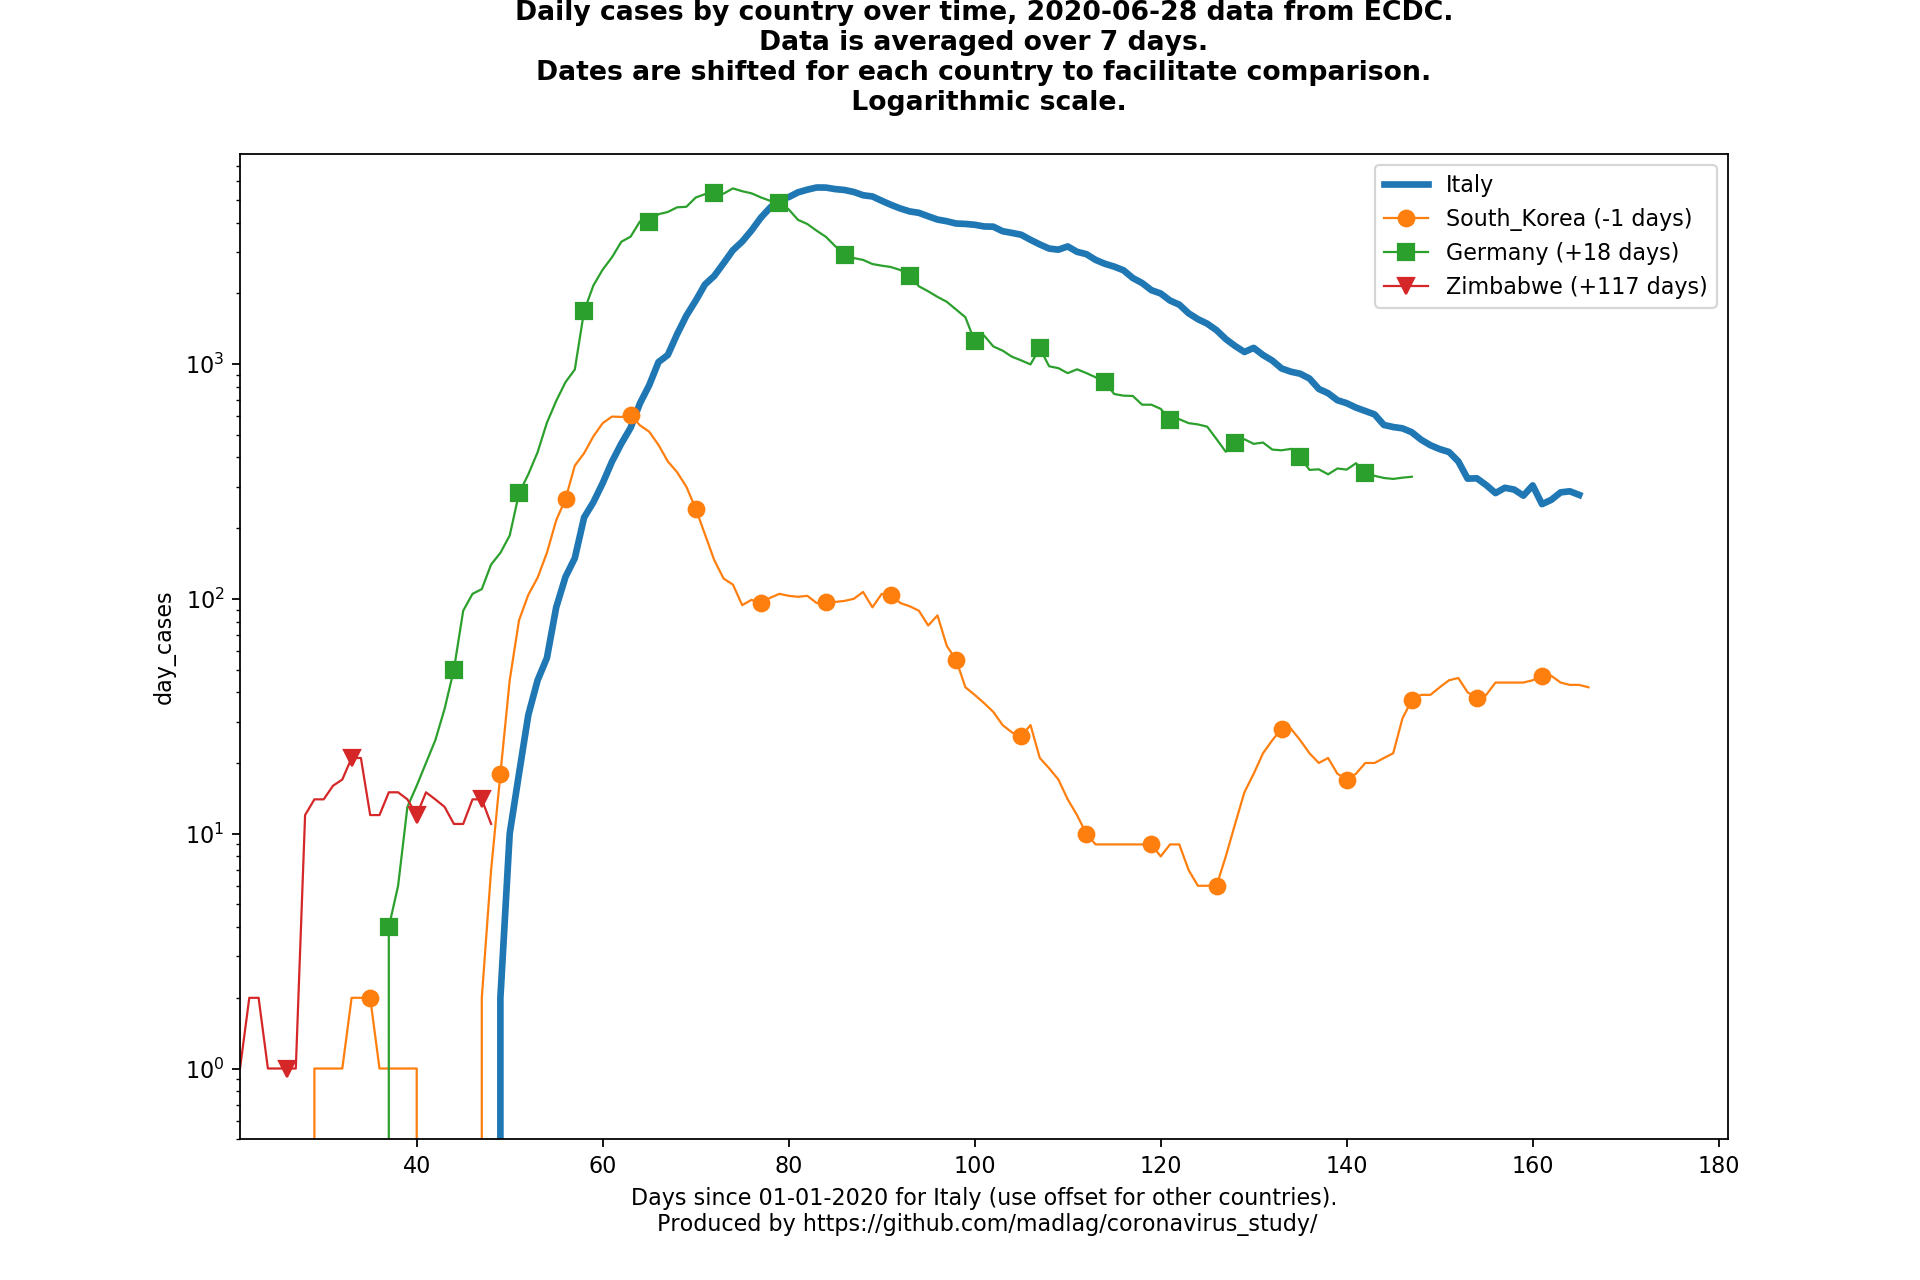 Daily cases by country over time, 2020-06-28 data from ECDC.
Data is averaged over 7 days.
Dates are shifted for each country to facilitate comparison.
Logarithmic scale.
Italy
South_Korea (-1 days)
Germany (+18 days)
Zimbabwe (+117 days)
day_cases
10³
10²
10¹
10⁰
40 60 80 100 120 140 160 180
Days since 01-01-2020 for Italy (use offset for other countries).
Produced by https://github.com/madlag/coronavirus_study/